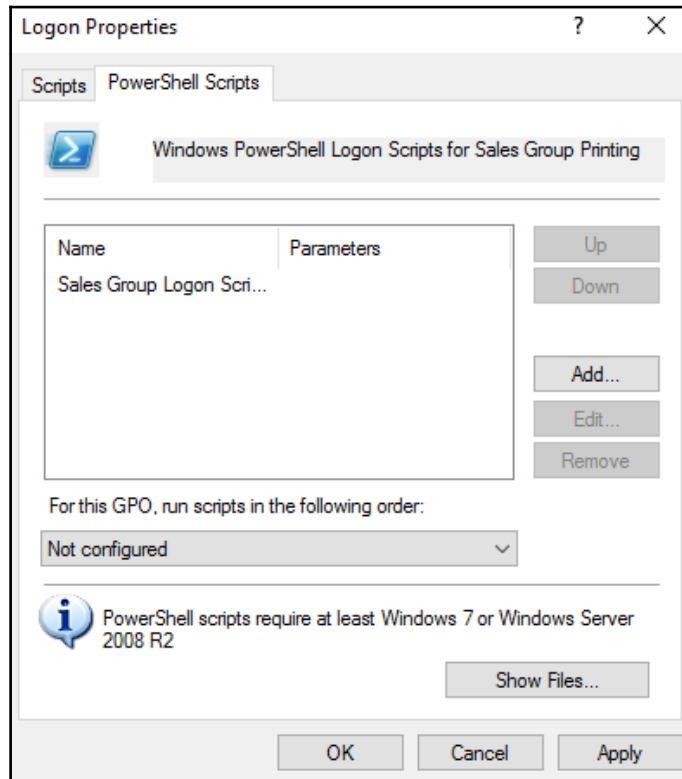 Logon Properties
?
Scripts
PowerShell Scripts
Windows PowerShell Logon Scripts for Sales Group Printing
Name
Parameters
Up
Sales Group Logon Scri...
Down
Add...
Edit...
Remove
For this GPO, run scripts in the following order:
Not configured
PowerShell scripts require at least Windows 7 or Windows Server
2008 R2
Show Files...
OK
Cancel
Apply